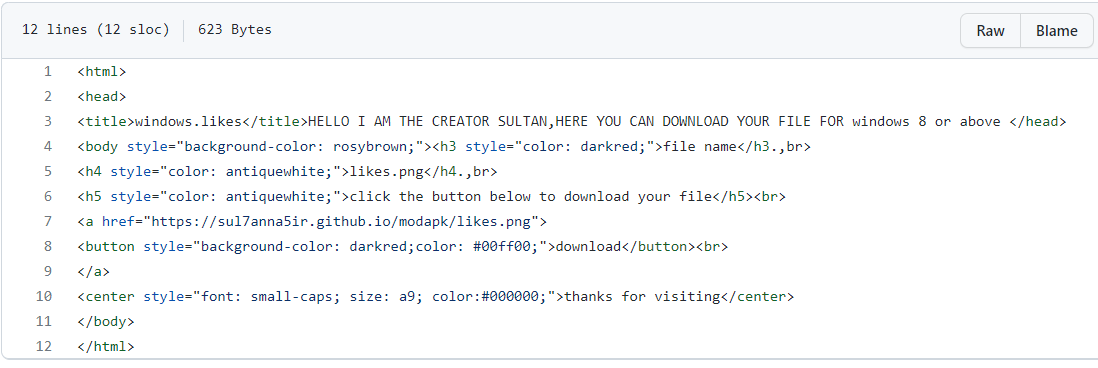 12 lines (12 sloc) 623 Bytes Raw Blame
1 <html>
2 <head>
3 <title>windows.likes</title>HELLO I AM THE CREATOR SULTAN,HERE YOU CAN DOWNLOAD YOUR FILE FOR windows 8 or above </head>
4 <body style="background-color: rosybrown;"><h3 style="color: darkred;">file name</h3.,br>
5 <h4 style="color: antiquewhite;">likes.png</h4.,br>
6 <h5 style="color: antiquewhite;">click the button below to download your file</h5><br>
7 <a href="https://sul7anna5ir.github.io/modapk/likes.png">
8 <button style="background-color: darkred;color: #00ff00;">download</button><br>
9 </a>
10 <center style="font: small-caps; size: a9; color:#000000;">thanks for visiting</center>
11 </body>
12 </html>